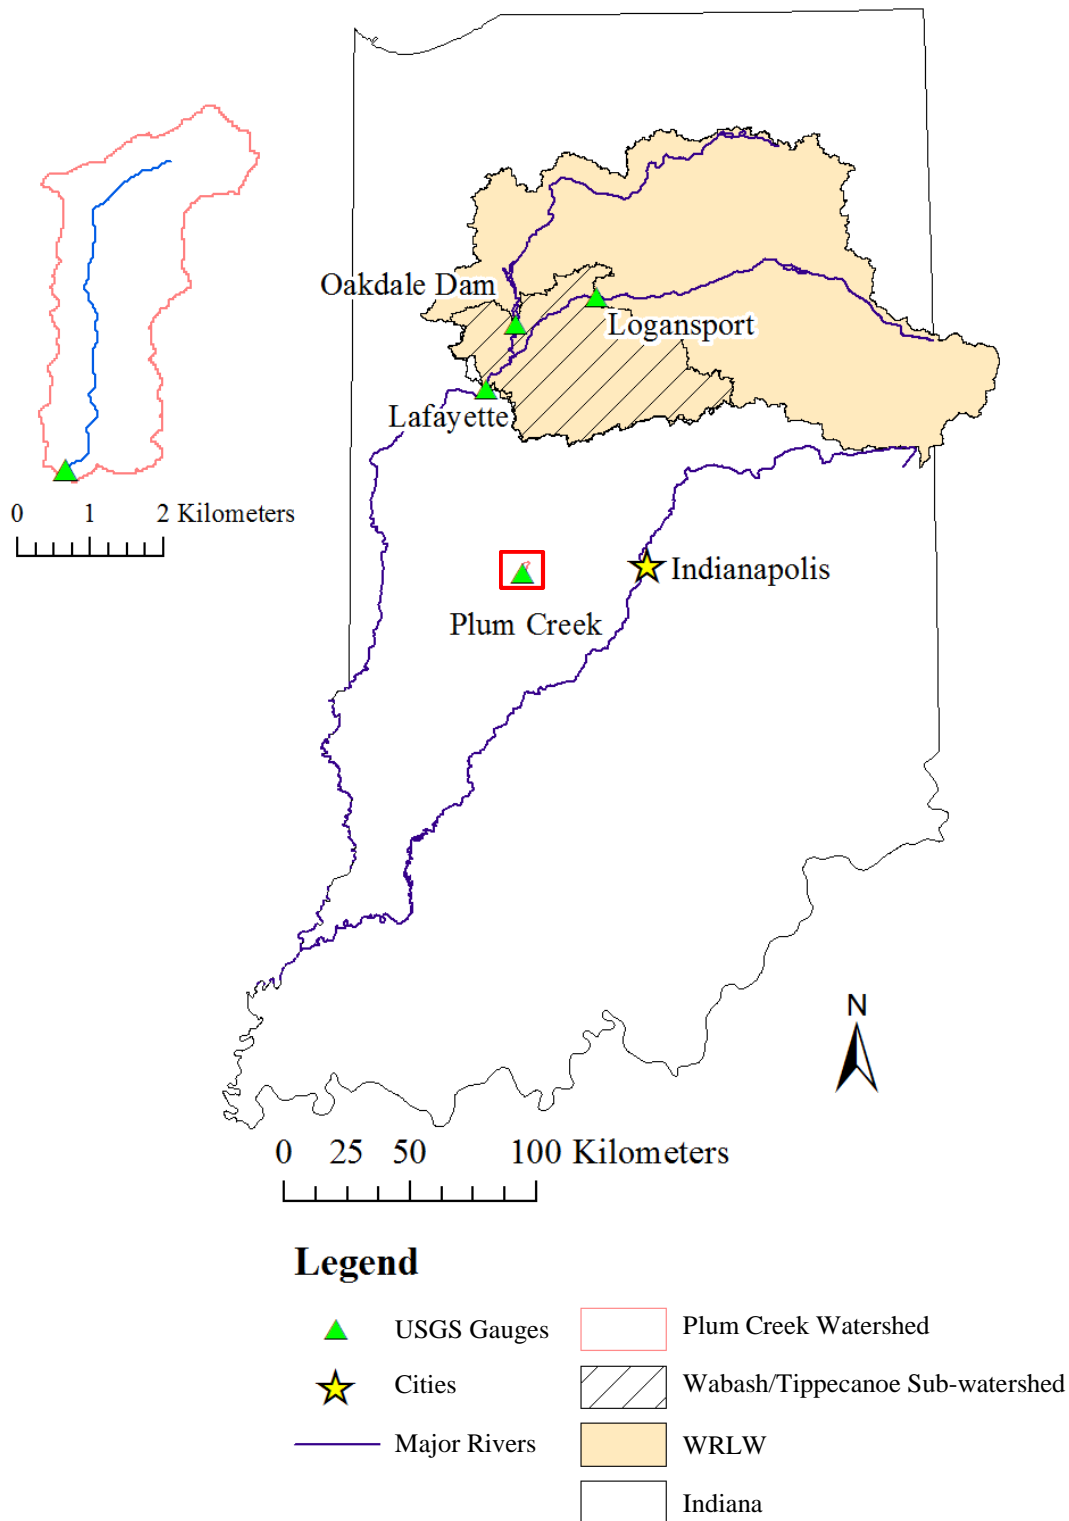 Oakdale Dam
Logansport
Lafayette
0 1 2 Kilometers
Indianapolis
Plum Creek
N
0 25 50 100 Kilometers
Legend
USGS Gauges
Plum Creek Watershed
Cities
Wabash/Tippecanoe Sub-watershed
Major Rivers
WRLW
Indiana